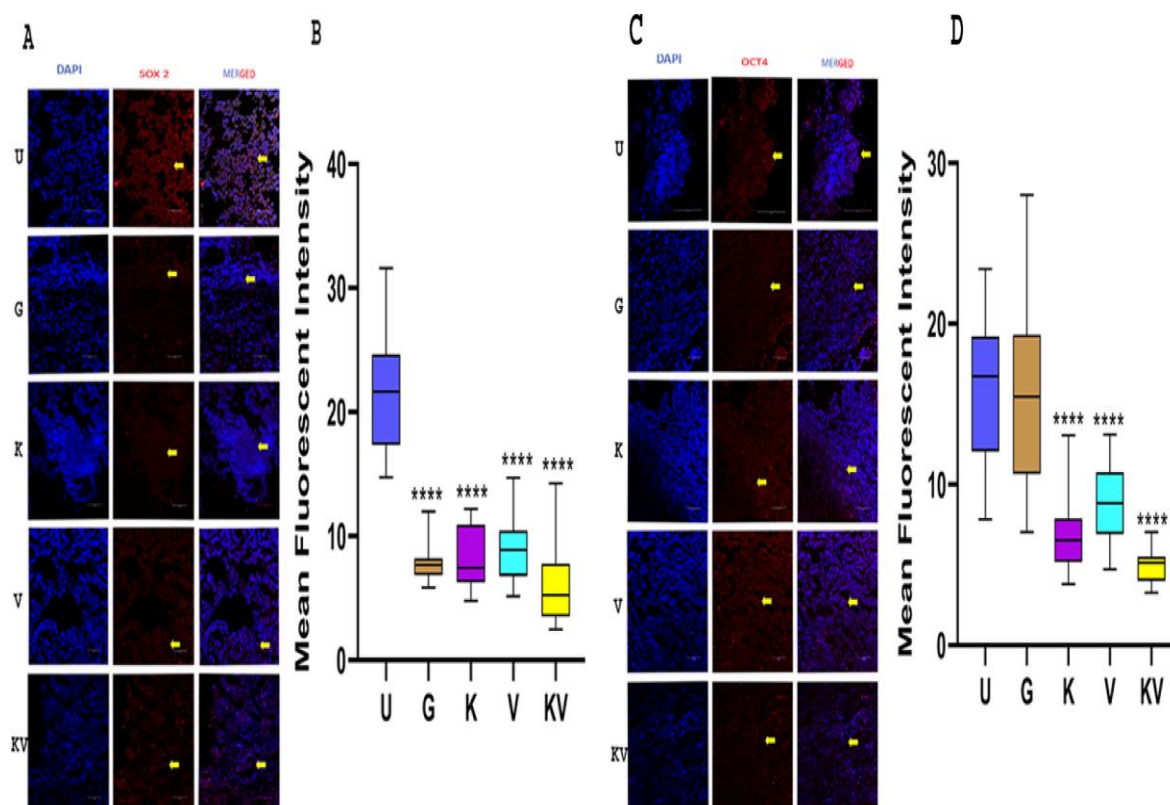 A
DAPI SOX 2 MERGED
U
G
K
V
KV
B
Mean Fluorescent Intensity
40
30
20
10
0
****
****
****
****
U G K V KV
C
DAPI OCT4 MERGED
U
G
K
V
KV
D
Mean Fluorescent Intensity
30
20
10
0
****
****
****
U G K V KV